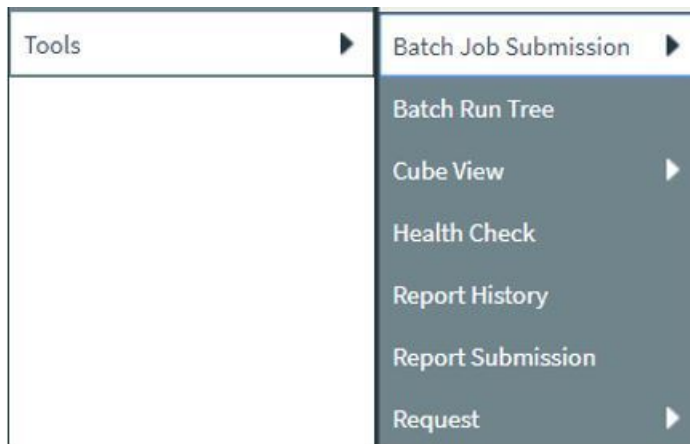 Tools
Batch Job Submission
Batch Run Tree
Cube View
Health Check
Report History
Report Submission
Request